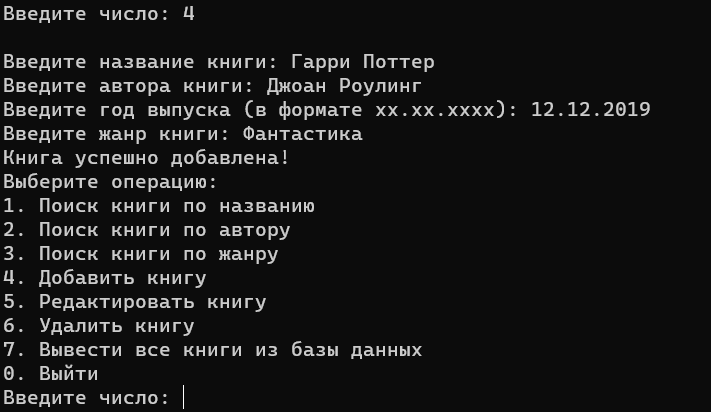 Введите число: 4
Введите название книги: Гарри Поттер
Введите автора книги: Джоан Роулинг
Введите год выпуска (в формате xx.xx.xxxx): 12.12.2019
Введите жанр книги: Фантастика
Книга успешно добавлена!
Выберите операцию:
1. Поиск книги по названию
2. Поиск книги по автору
3. Поиск книги по жанру
4. Добавить книгу
5. Редактировать книгу
6. Удалить книгу
7. Вывести все книги из базы данных
0. Выйти
Введите число: